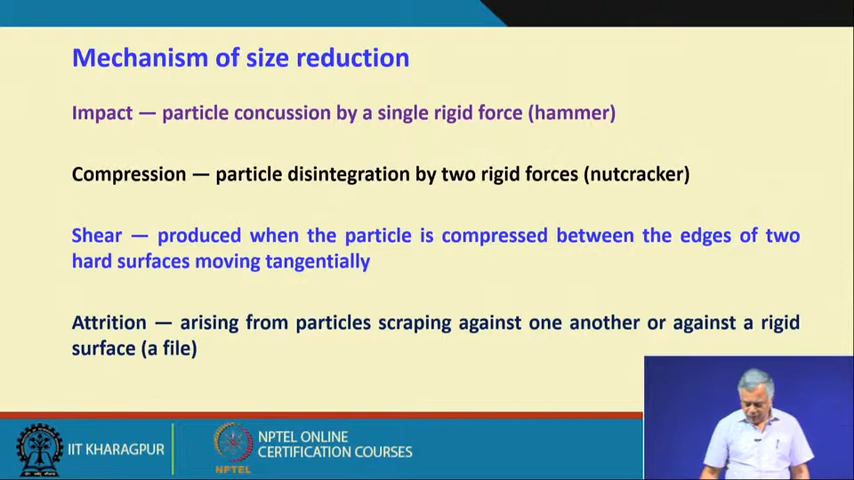 Mechanism of size reduction
Impact — particle concussion by a single rigid force (hammer)
Compression — particle disintegration by two rigid forces (nutcracker)
Shear — produced when the particle is compressed between the edges of two
hard surfaces moving tangentially
Attrition — arising from particles scraping against one another or against a rigid
surface (a file)
IIT KHARAGPUR
NPTEL
NPTEL ONLINE
CERTIFICATION COURSES